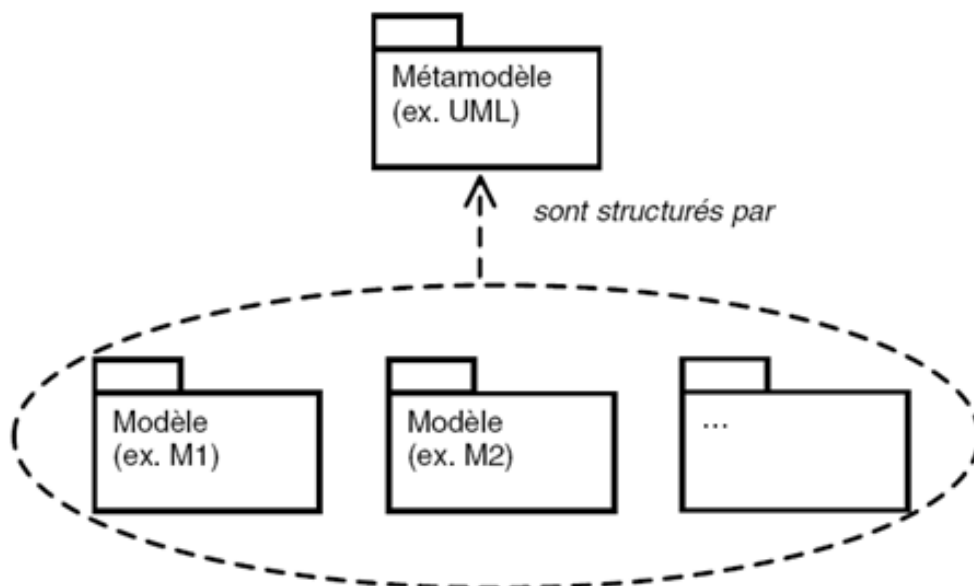 Métamodèle
(ex. UML)
sont structurés par
Modèle
(ex. M1)
Modèle
(ex. M2)
...